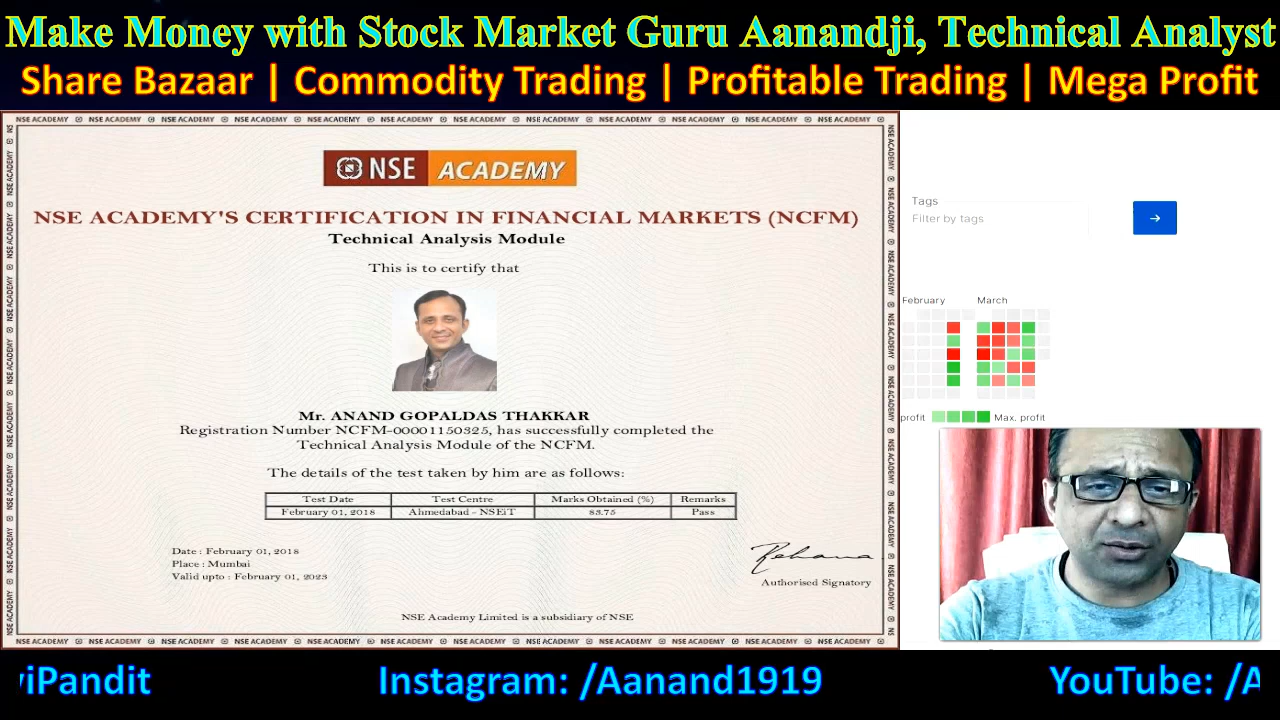 Make Money with Stock Market Guru Aanandji, Technical Analyst
Share Bazaar | Commodity Trading | Profitable Trading | Mega Profit
NSE ACADEMY
NSE ACADEMY'S CERTIFICATION IN FINANCIAL MARKETS (NCFM)
Technical Analysis Module
This is to certify that
Mr. ANAND GOPALDAS THAKKAR
Registration Number NCFM-00001150325, has successfully completed the
Technical Analysis Module of the NCFM.
The details of the test taken by him are as follows:
Test Date Test Centre Marks Obtained (%) Remarks
February 01, 2018 Ahmedabad - NSEiT 83.75 Pass
Date : February 01, 2018
Place : Mumbai
Valid upto : February 01, 2023
Rehana
Authorised Signatory
NSE Academy Limited is a subsidiary of NSE
Tags
Filter by tags
February March
profit Max. profit
viPandit Instagram: /Aanand1919 YouTube: /A